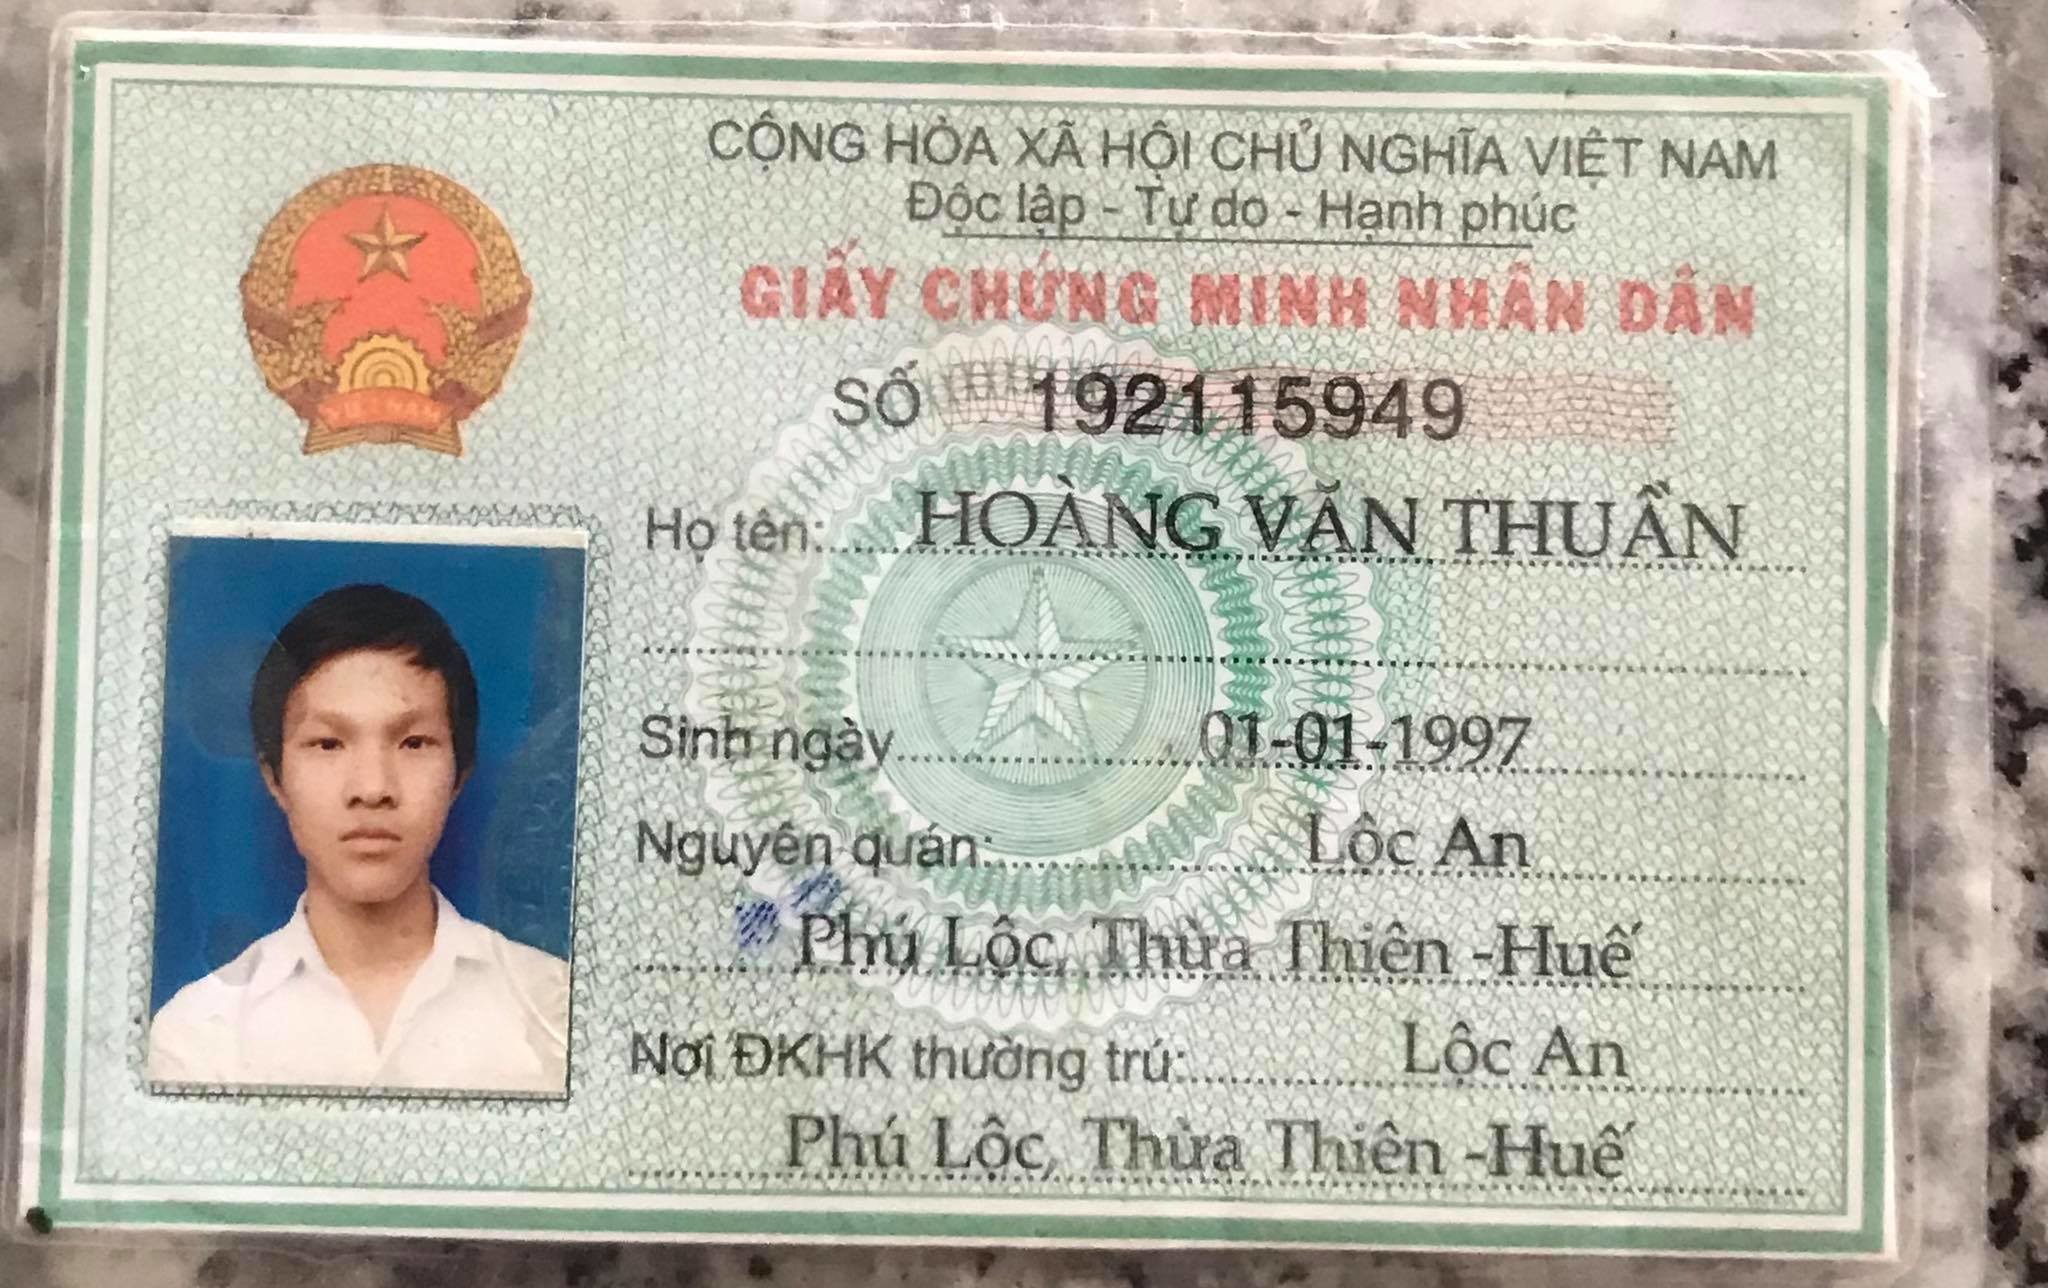 CỘNG HÒA XÃ HỘI CHỦ NGHĨA VIỆT NAM
Độc lập - Tự do - Hạnh phúc
GIẤY CHỨNG MINH NHÂN DÂN
SỐ 192115949
VIỆT NAM
Họ tên: HOÀNG VĂN THUẦN
Sinh ngày 01-01-1997
Nguyên quán: Lộc An
Phú Lộc, Thừa Thiên -Huế
Nơi ĐKHK thường trú: Lộc An
Phú Lộc, Thừa Thiên -Huế